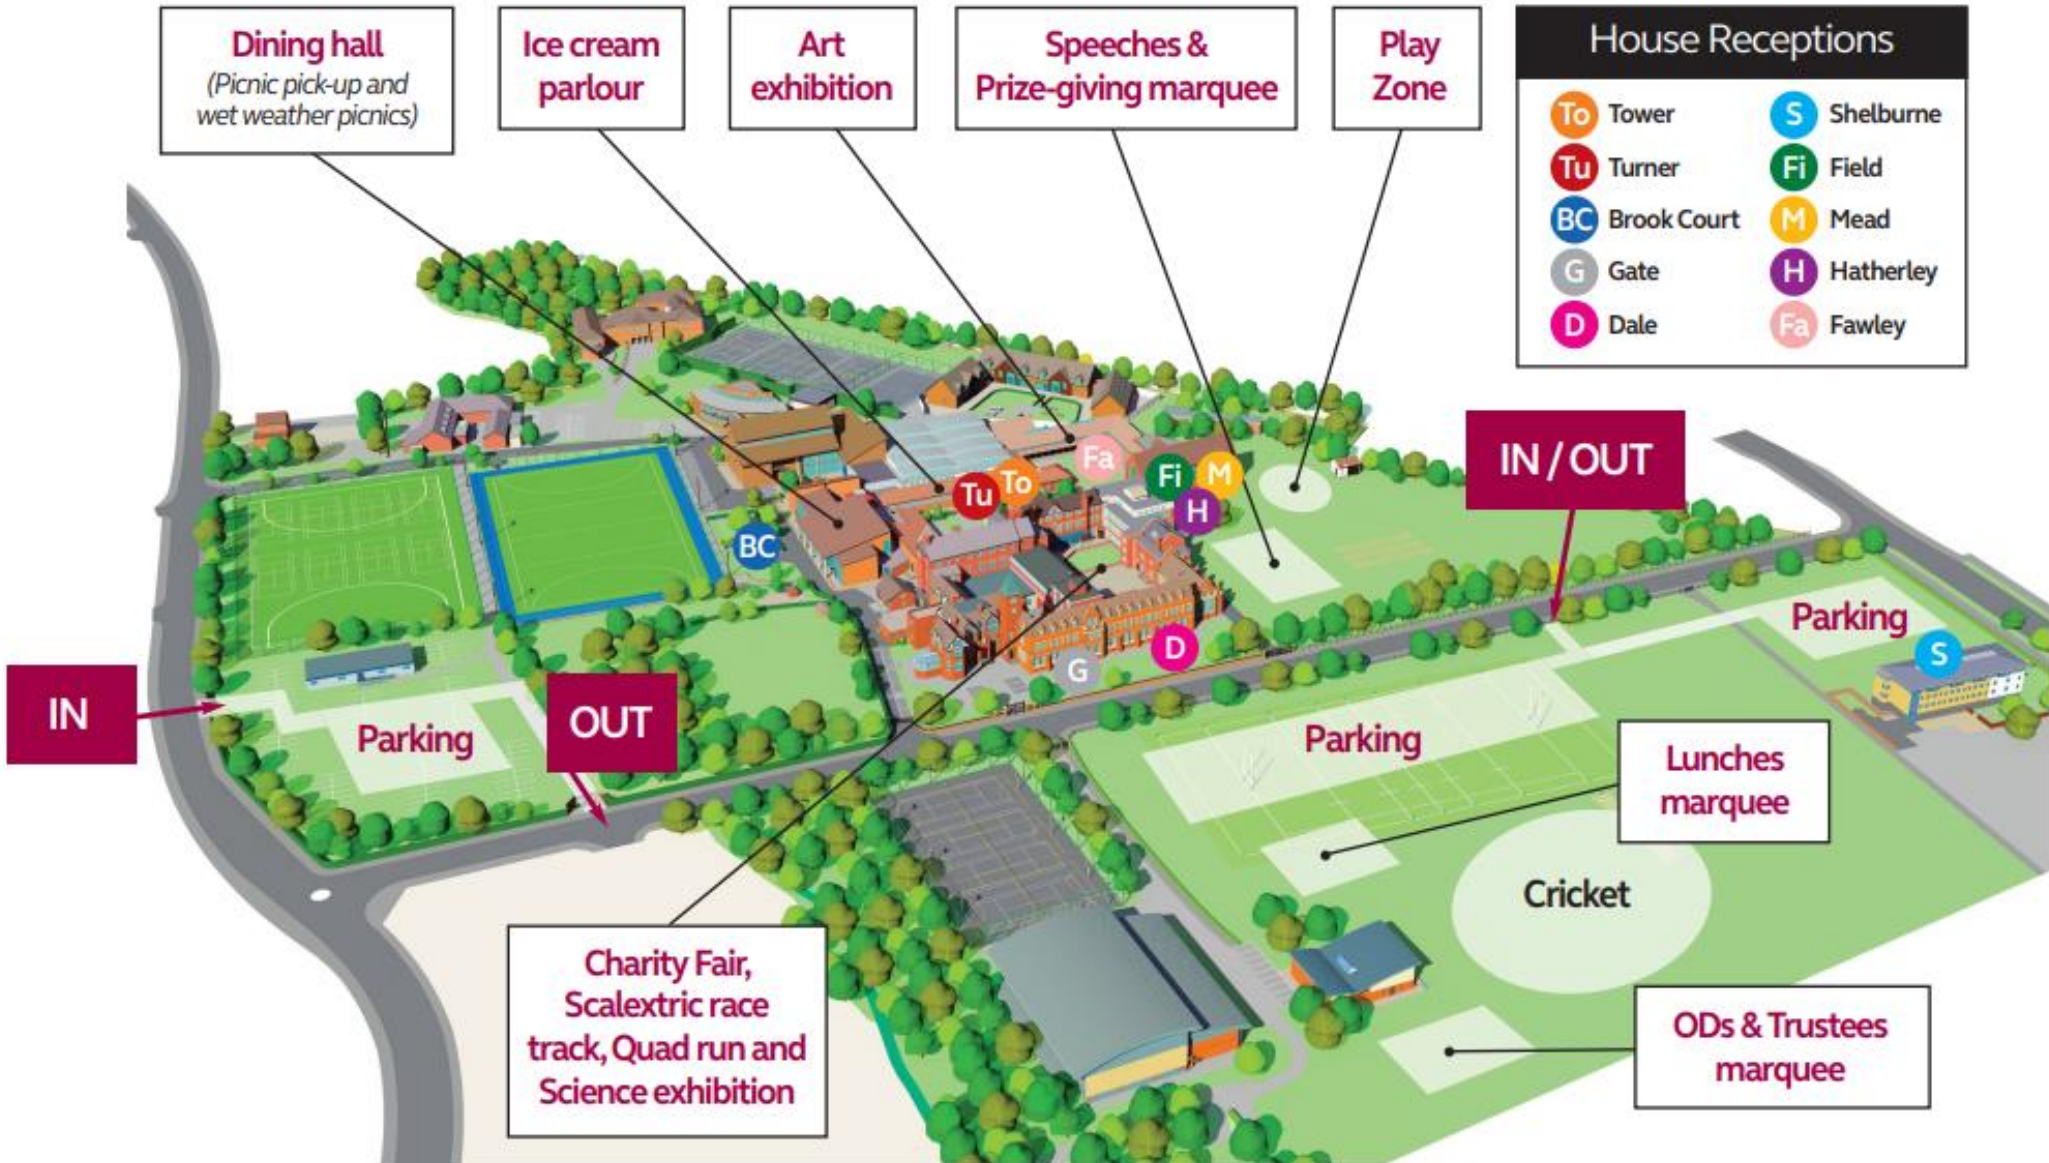 Dining hall
(Picnic pick-up and
wet weather picnics)
Ice cream
parlour
Art
exhibition
Speeches &
Prize-giving marquee
Play
Zone
House Receptions
To Tower
Tu Turner
BC Brook Court
G Gate
D Dale
S Shelburne
Fi Field
M Mead
H Hatherley
Fa Fawley
IN / OUT
Fa
Fi
M
Tu
To
H
BC
Parking
D
S
G
IN
OUT
Parking
Parking
Lunches
marquee
Cricket
Charity Fair,
Scalextric race
track, Quad run and
Science exhibition
ODs & Trustees
marquee